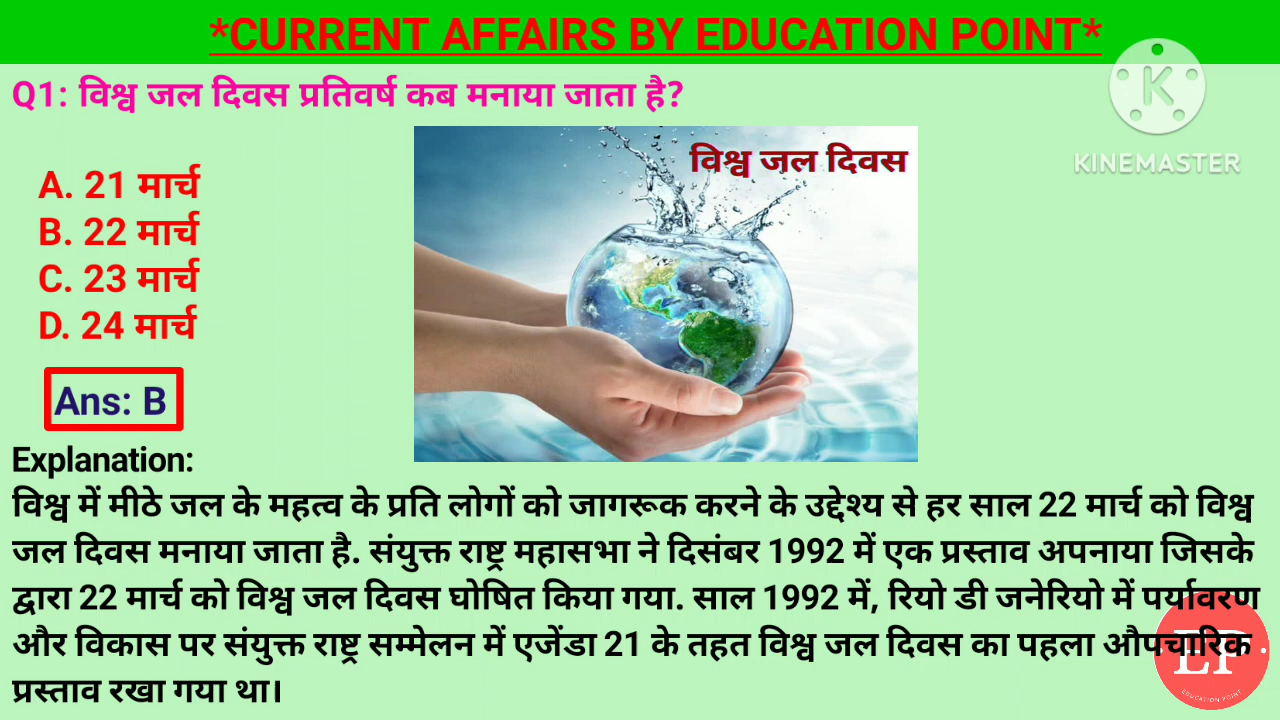 *CURRENT AFFAIRS BY EDUCATION POINT*
Q1: विश्व जल दिवस प्रतिवर्ष कब मनाया जाता है?
K
KINEMASTER
विश्व जल दिवस
A. 21 मार्च
B. 22 मार्च
C. 23 मार्च
D. 24 मार्च
Ans: B
Explanation:
विश्व में मीठे जल के महत्व के प्रति लोगों को जागरूक करने के उद्देश्य से हर साल 22 मार्च को विश्व
जल दिवस मनाया जाता है. संयुक्त राष्ट्र महासभा ने दिसंबर 1992 में एक प्रस्ताव अपनाया जिसके
द्वारा 22 मार्च को विश्व जल दिवस घोषित किया गया. साल 1992 में, रियो डी जनेरियो में पर्यावरण
और विकास पर संयुक्त राष्ट्र सम्मेलन में एजेंडा 21 के तहत विश्व जल दिवस का पहला औपचारिक
प्रस्ताव रखा गया था।
EP
EDUCATION POINT